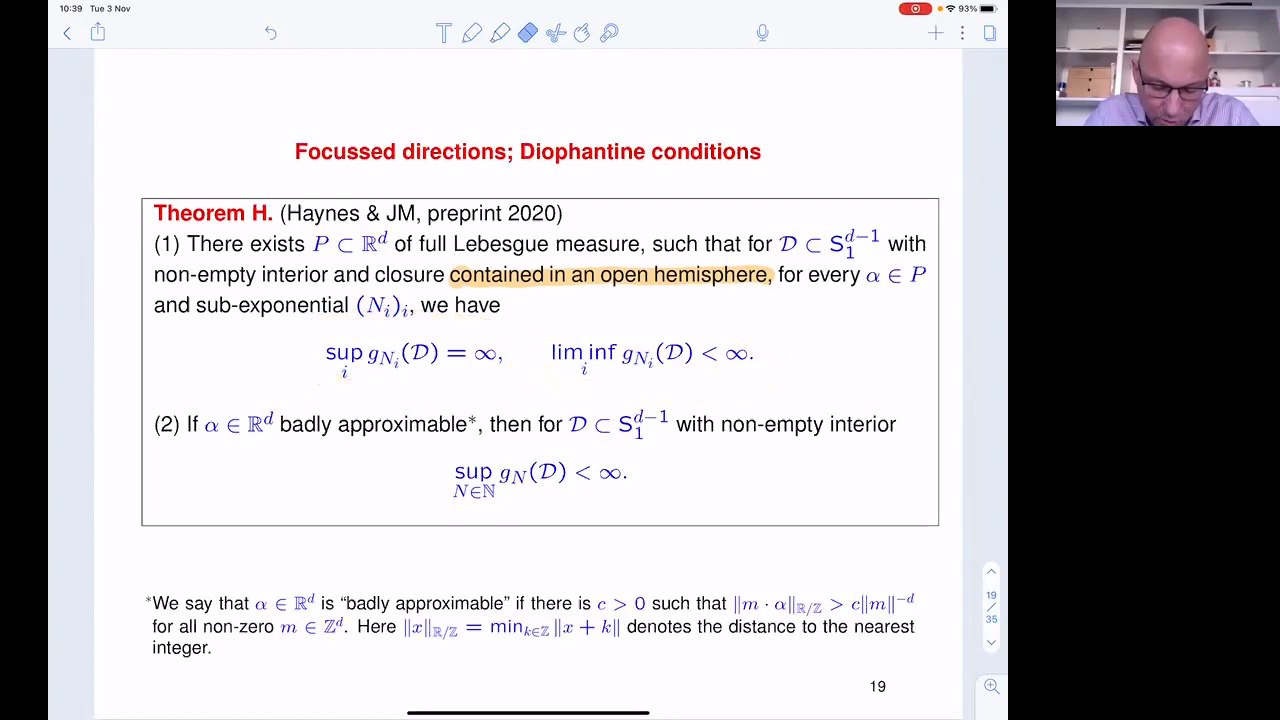 10:39 Tue 3 Nov
93%
T
Focussed directions; Diophantine conditions
Theorem H. (Haynes & JM, preprint 2020)
(1) There exists P ⊂ ℝ^d of full Lebesgue measure, such that for 𝒟 ⊂ S_1^{d−1} with
non-empty interior and closure contained in an open hemisphere, for every α ∈ P
and sub-exponential (N_i)_i, we have
sup_i g_{N_i}(𝒟) = ∞, lim inf_i g_{N_i}(𝒟) < ∞.
(2) If α ∈ ℝ^d badly approximable*, then for 𝒟 ⊂ S_1^{d−1} with non-empty interior
sup_{N∈ℕ} g_N(𝒟) < ∞.
*We say that α ∈ ℝ^d is “badly approximable” if there is c > 0 such that ‖m · α‖_{ℝ/ℤ} > c‖m‖^{−d}
for all non-zero m ∈ ℤ^d. Here ‖x‖_{ℝ/ℤ} = min_{k∈ℤ} ‖x + k‖ denotes the distance to the nearest
integer.
19
19
/
35